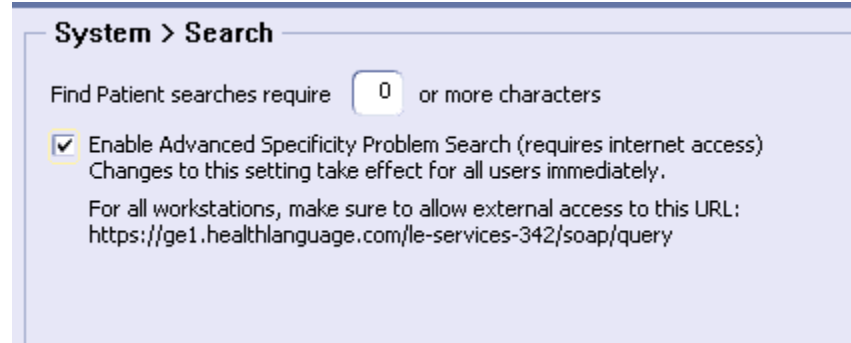 System > Search
Find Patient searches require 0 or more characters
Enable Advanced Specificity Problem Search (requires internet access)
Changes to this setting take effect for all users immediately.
For all workstations, make sure to allow external access to this URL:
https://ge1.healthlanguage.com/le-services-342/soap/query